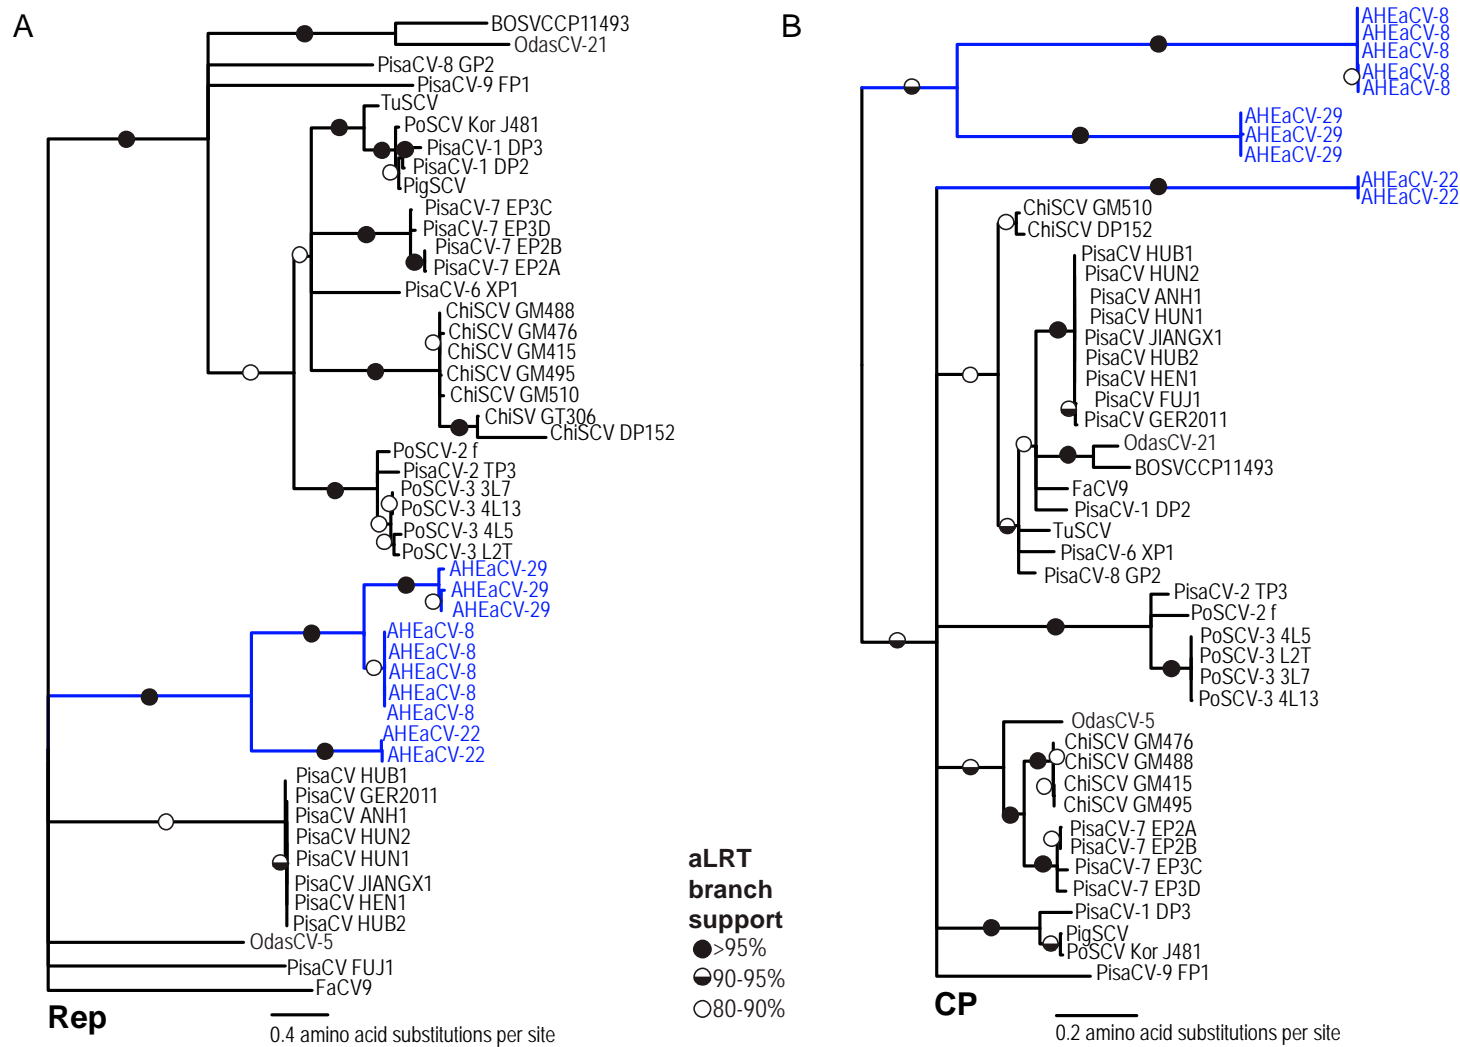 A
BOSVCCP11493
OdasCV-21
PisaCV-8 GP2
PisaCV-9 FP1
TuSCV
PoSCV Kor J481
PisaCV-1 DP3
PisaCV-1 DP2
PigSCV
PisaCV-7 EP3C
PisaCV-7 EP3D
PisaCV-7 EP2B
PisaCV-7 EP2A
PisaCV-6 XP1
ChiSCV GM488
ChiSCV GM476
ChiSCV GM415
ChiSCV GM495
ChiSCV GM510
ChiSV GT306
ChiSCV DP152
PoSCV-2 f
PisaCV-2 TP3
PoSCV-3 3L7
PoSCV-3 4L13
PoSCV-3 4L5
PoSCV-3 L2T
AHEaCV-29
AHEaCV-29
AHEaCV-29
AHEaCV-8
AHEaCV-8
AHEaCV-8
AHEaCV-8
AHEaCV-8
AHEaCV-22
AHEaCV-22
PisaCV HUB1
PisaCV GER2011
PisaCV ANH1
PisaCV HUN2
PisaCV HUN1
PisaCV JIANGX1
PisaCV HEN1
PisaCV HUB2
OdasCV-5
PisaCV FUJ1
FaCV9
Rep
0.4 amino acid substitutions per site
aLRT
branch
support
>95%
90-95%
80-90%
B
AHEaCV-8
AHEaCV-8
AHEaCV-8
AHEaCV-8
AHEaCV-8
AHEaCV-29
AHEaCV-29
AHEaCV-29
AHEaCV-22
AHEaCV-22
ChiSCV GM510
ChiSCV DP152
PisaCV HUB1
PisaCV HUN2
PisaCV ANH1
PisaCV HUN1
PisaCV JIANGX1
PisaCV HUB2
PisaCV HEN1
PisaCV FUJ1
PisaCV GER2011
OdasCV-21
BOSVCCP11493
FaCV9
PisaCV-1 DP2
TuSCV
PisaCV-6 XP1
PisaCV-8 GP2
PisaCV-2 TP3
PoSCV-2 f
PoSCV-3 4L5
PoSCV-3 L2T
PoSCV-3 3L7
PoSCV-3 4L13
OdasCV-5
ChiSCV GM476
ChiSCV GM488
ChiSCV GM415
ChiSCV GM495
PisaCV-7 EP2A
PisaCV-7 EP2B
PisaCV-7 EP3C
PisaCV-7 EP3D
PisaCV-1 DP3
PigSCV
PoSCV Kor J481
PisaCV-9 FP1
CP
0.2 amino acid substitutions per site